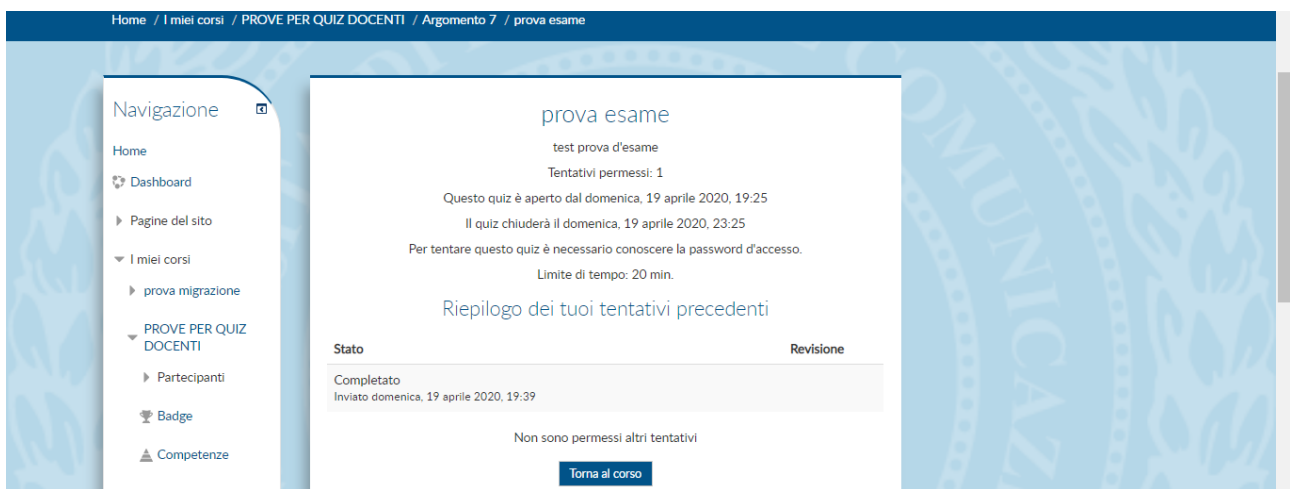 Home / I miei corsi / PROVE PER QUIZ DOCENTI / Argomento 7 / prova esame
Navigazione
Home
Dashboard
Pagine del sito
I miei corsi
prova migrazione
PROVE PER QUIZ
DOCENTI
Partecipanti
Badge
Competenze
prova esame
test prova d'esame
Tentativi permessi: 1
Questo quiz è aperto dal domenica, 19 aprile 2020, 19:25
Il quiz chiuderà il domenica, 19 aprile 2020, 23:25
Per tentare questo quiz è necessario conoscere la password d'accesso.
Limite di tempo: 20 min.
Riepilogo dei tuoi tentativi precedenti
Stato Revisione
Completato
Inviato domenica, 19 aprile 2020, 19:39
Non sono permessi altri tentativi
Torna al corso